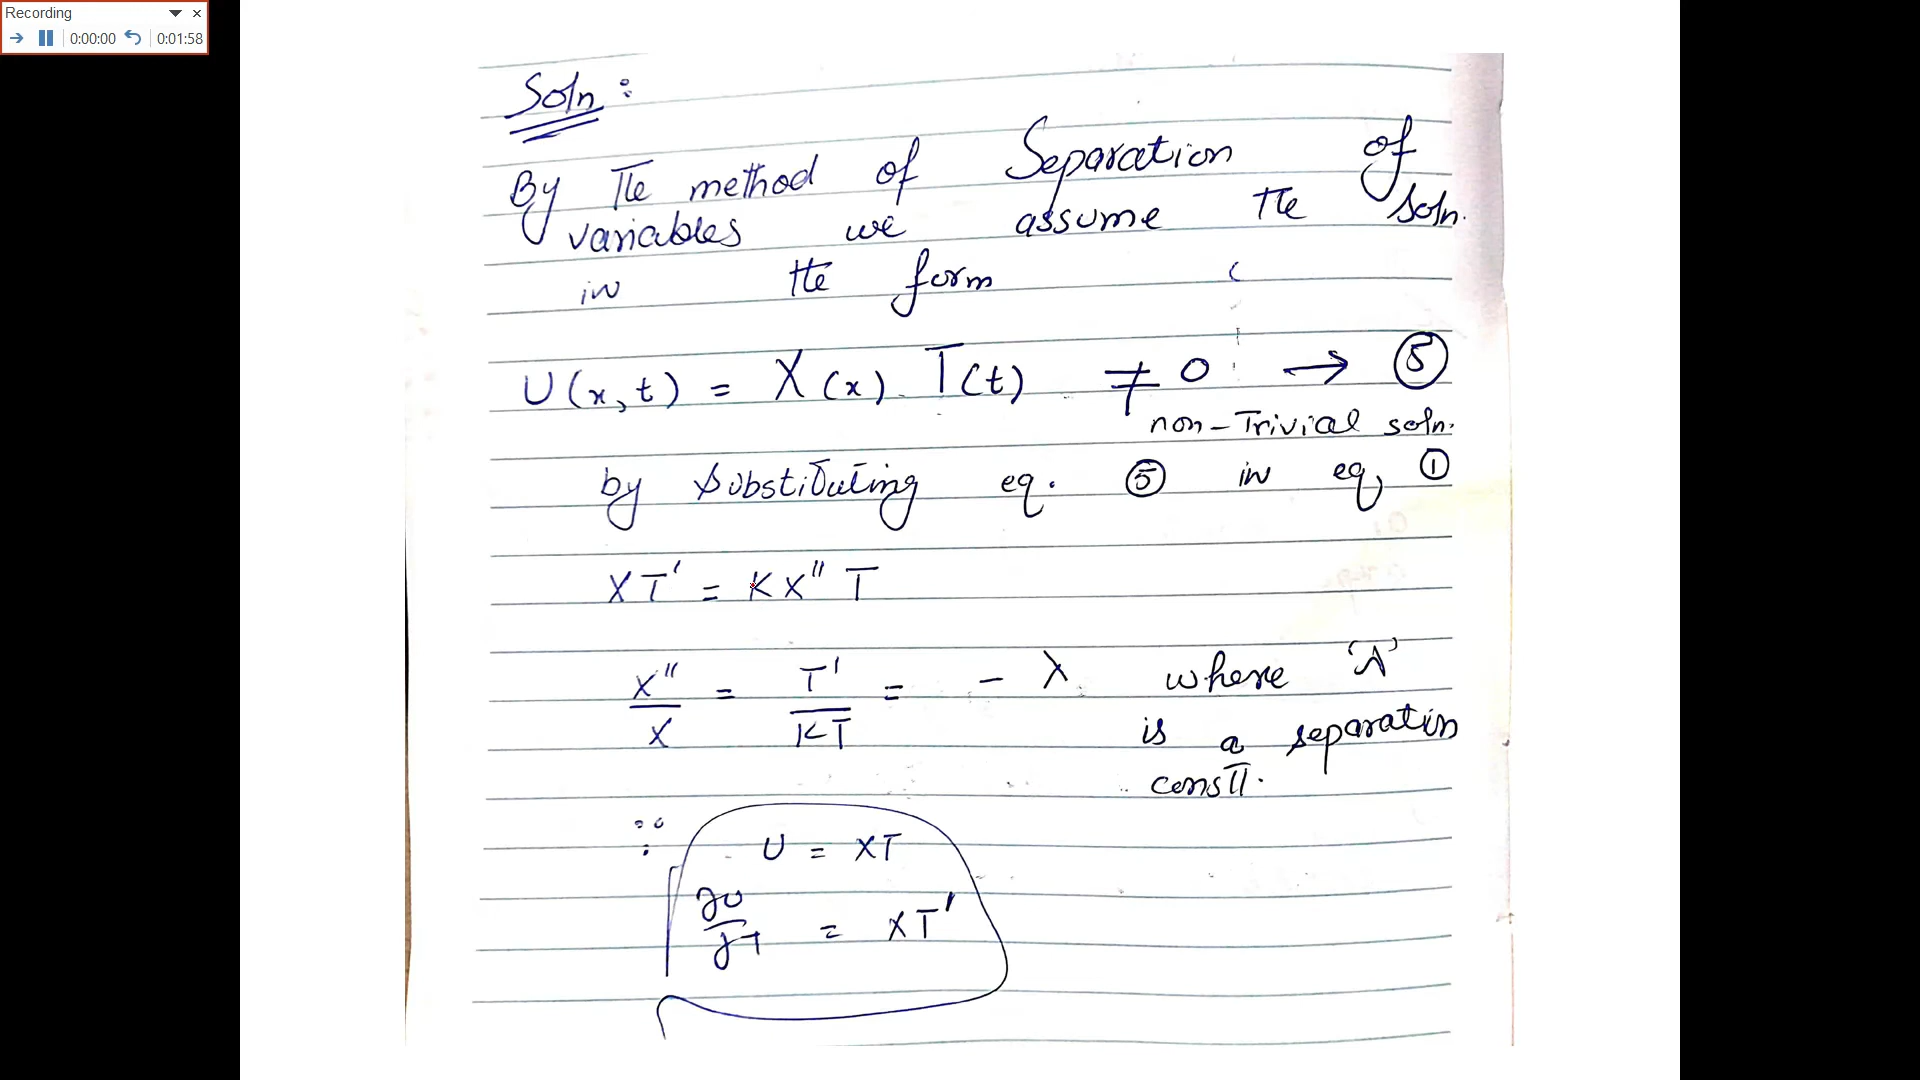 Recording
0:00:00 0:01:58
Soln :
By the method of Separation of
variables we assume the soln.
in the form
U(x,t) = X(x). T(t) ≠ 0 → ⑤
non-Trivial soln.
by substituting eq. ⑤ in eq, ①
XT' = KX" T
X"/X = T'/KT = - λ where 'λ'
is a separation
constt.
∵ U = XT
∂U/∂t = XT'